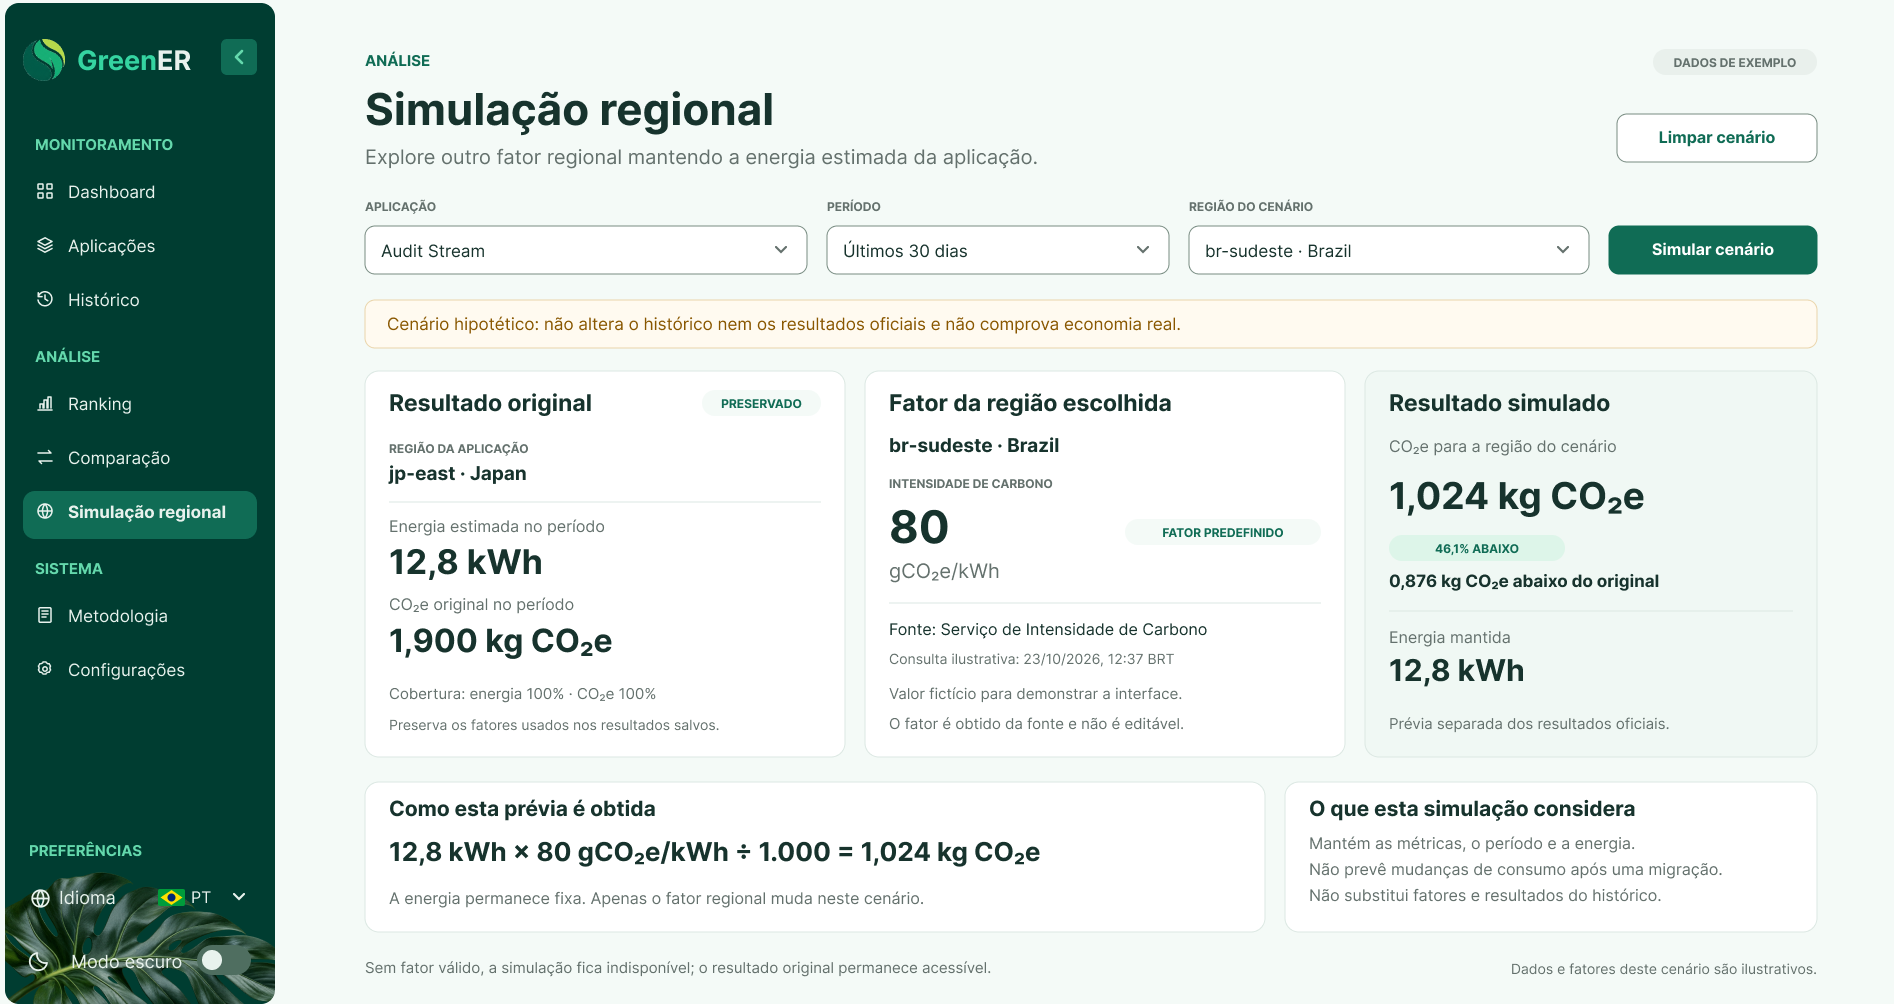 GreenER
MONITORAMENTO
Dashboard
Aplicações
Histórico
ANÁLISE
Ranking
Comparação
Simulação regional
SISTEMA
Metodologia
Configurações
PREFERÊNCIAS
Idioma PT
Modo escuro
ANÁLISE
DADOS DE EXEMPLO
Simulação regional
Explore outro fator regional mantendo a energia estimada da aplicação.
Limpar cenário
APLICAÇÃO
Audit Stream
PERÍODO
Últimos 30 dias
REGIÃO DO CENÁRIO
br-sudeste · Brazil
Simular cenário
Cenário hipotético: não altera o histórico nem os resultados oficiais e não comprova economia real.
Resultado original
PRESERVADO
REGIÃO DA APLICAÇÃO
jp-east · Japan
Energia estimada no período
12,8 kWh
CO₂e original no período
1,900 kg CO₂e
Cobertura: energia 100% · CO₂e 100%
Preserva os fatores usados nos resultados salvos.
Fator da região escolhida
br-sudeste · Brazil
INTENSIDADE DE CARBONO
80
FATOR PREDEFINIDO
gCO₂e/kWh
Fonte: Serviço de Intensidade de Carbono
Consulta ilustrativa: 23/10/2026, 12:37 BRT
Valor fictício para demonstrar a interface.
O fator é obtido da fonte e não é editável.
Resultado simulado
CO₂e para a região do cenário
1,024 kg CO₂e
46,1% ABAIXO
0,876 kg CO₂e abaixo do original
Energia mantida
12,8 kWh
Prévia separada dos resultados oficiais.
Como esta prévia é obtida
12,8 kWh × 80 gCO₂e/kWh ÷ 1.000 = 1,024 kg CO₂e
A energia permanece fixa. Apenas o fator regional muda neste cenário.
O que esta simulação considera
Mantém as métricas, o período e a energia.
Não prevê mudanças de consumo após uma migração.
Não substitui fatores e resultados do histórico.
Sem fator válido, a simulação fica indisponível; o resultado original permanece acessível.
Dados e fatores deste cenário são ilustrativos.